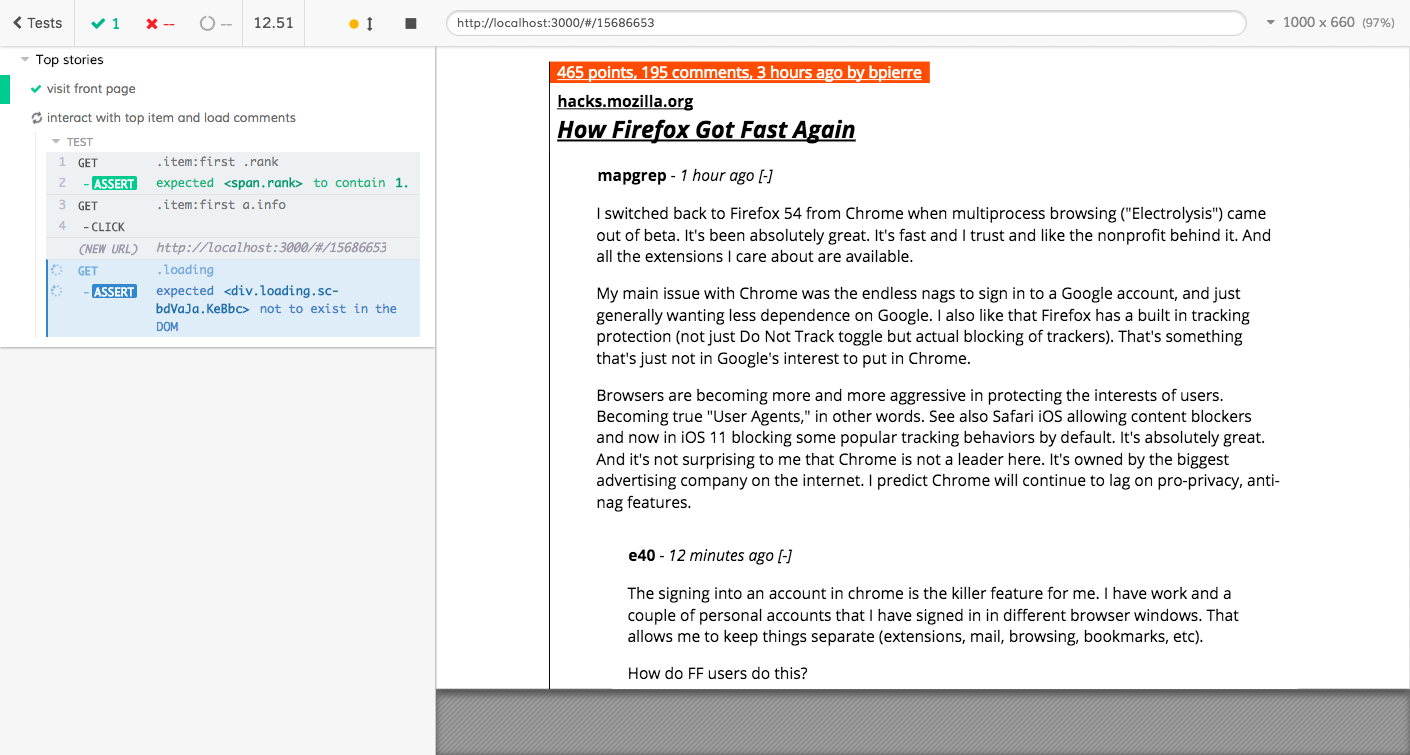 Tests
1
--
--
12.51
http://localhost:3000/#/15686653
1000 x 660 (97%)
Top stories
visit front page
interact with top item and load comments
TEST
1 GET .item:first .rank
2 - ASSERT expected <span.rank> to contain 1.
3 GET .item:first a.info
4 - CLICK
(NEW URL) http://localhost:3000/#/15686653
GET .loading
- ASSERT expected <div.loading.sc-
bdVaJa.KeBbc> not to exist in the
DOM
465 points, 195 comments, 3 hours ago by bpierre
hacks.mozilla.org
How Firefox Got Fast Again
mapgrep - 1 hour ago [-]
I switched back to Firefox 54 from Chrome when multiprocess browsing ("Electrolysis") came
out of beta. It's been absolutely great. It's fast and I trust and like the nonprofit behind it. And
all the extensions I care about are available.
My main issue with Chrome was the endless nags to sign in to a Google account, and just
generally wanting less dependence on Google. I also like that Firefox has a built in tracking
protection (not just Do Not Track toggle but actual blocking of trackers). That's something
that's just not in Google's interest to put in Chrome.
Browsers are becoming more and more aggressive in protecting the interests of users.
Becoming true "User Agents," in other words. See also Safari iOS allowing content blockers
and now in iOS 11 blocking some popular tracking behaviors by default. It's absolutely great.
And it's not surprising to me that Chrome is not a leader here. It's owned by the biggest
advertising company on the internet. I predict Chrome will continue to lag on pro-privacy, anti-
nag features.
e40 - 12 minutes ago [-]
The signing into an account in chrome is the killer feature for me. I have work and a
couple of personal accounts that I have signed in in different browser windows. That
allows me to keep things separate (extensions, mail, browsing, bookmarks, etc).
How do FF users do this?